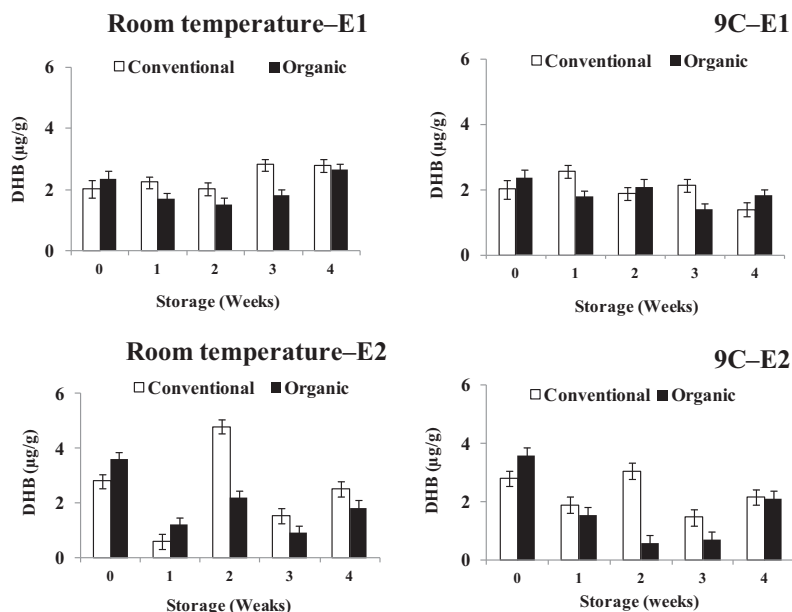 Room temperature–E1
Conventional Organic
DHB (µg/g)
6
4
2
0
0 1 2 3 4
Storage (Weeks)
9C–E1
Conventional Organic
DHB (µg/g)
6
4
2
0
0 1 2 3 4
Storage (Weeks)
Room temperature–E2
Conventional Organic
DHB (µg/g)
6
4
2
0
0 1 2 3 4
Storage (Weeks)
9C–E2
Conventional Organic
DHB (µg/g)
6
4
2
0
0 1 2 3 4
Storage (weeks)